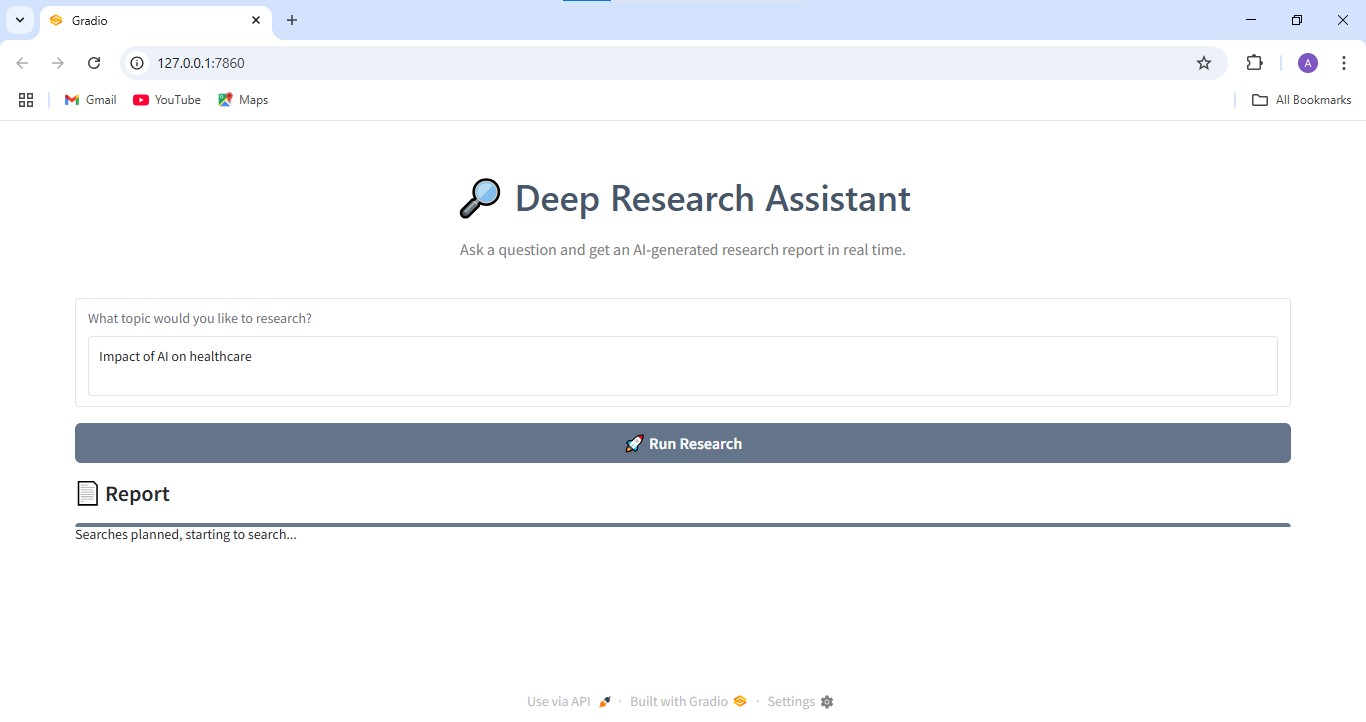 Gradio
127.0.0.1:7860
A
Gmail
YouTube
Maps
All Bookmarks
Deep Research Assistant
Ask a question and get an AI-generated research report in real time.
What topic would you like to research?
Impact of AI on healthcare
Run Research
Report
Searches planned, starting to search...
Use via API · Built with Gradio · Settings